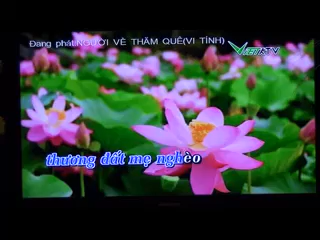 Đang phát:NGƯỜI VỀ THĂM QUÊ(VI TÍNH)
VIETKTV
thương đất mẹ nghèo